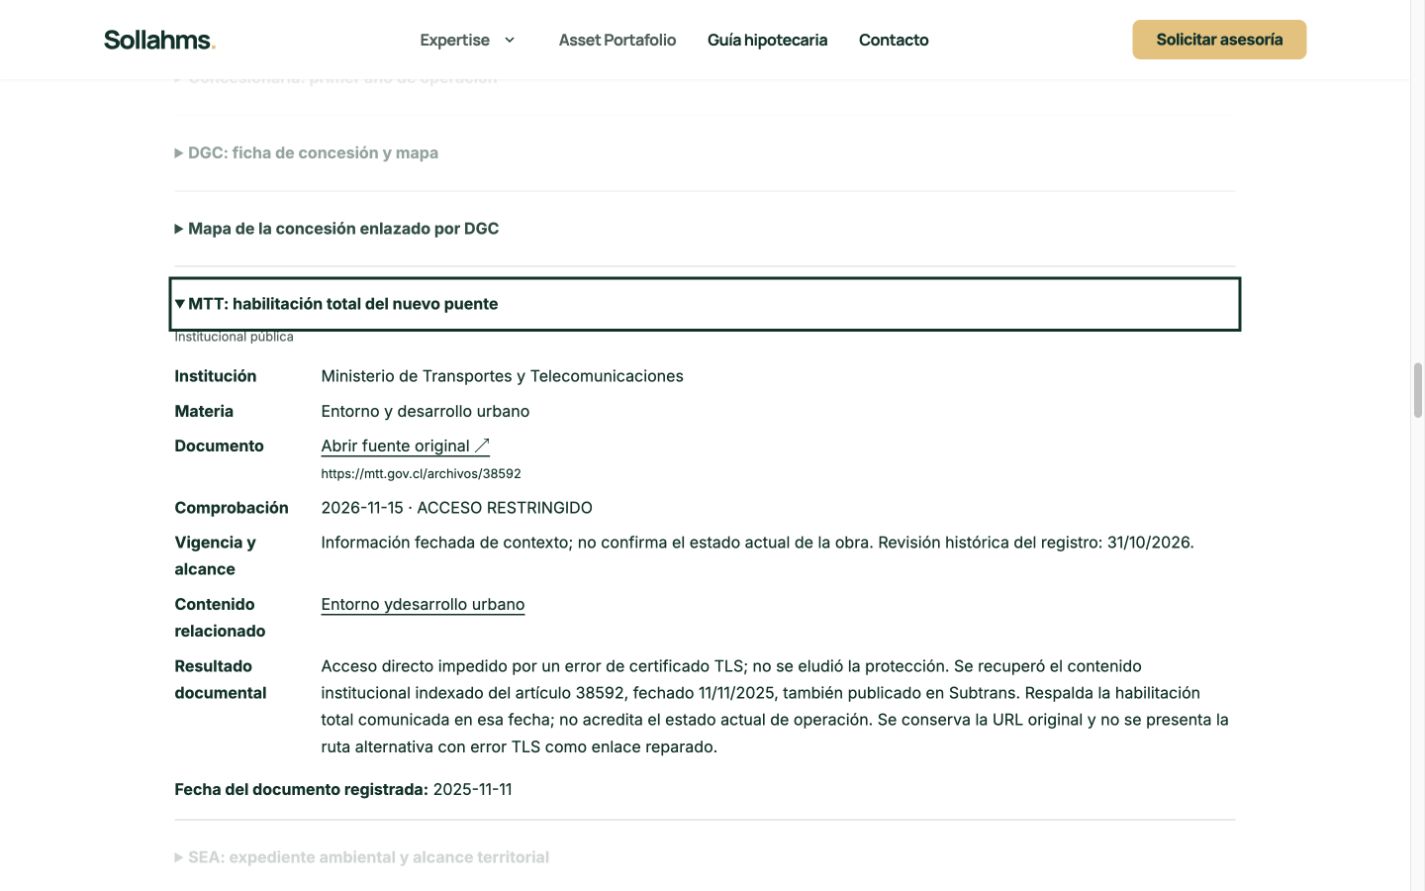 Sollahms.
Expertise
Asset Portafolio
Guía hipotecaria
Contacto
Solicitar asesoría
Concesionaria: primer año de operación
DGC: ficha de concesión y mapa
Mapa de la concesión enlazado por DGC
MTT: habilitación total del nuevo puente
Institucional pública
Institución Ministerio de Transportes y Telecomunicaciones
Materia Entorno y desarrollo urbano
Documento Abrir fuente original ↗
https://mtt.gov.cl/archivos/38592
Comprobación 2026-11-15 · ACCESO RESTRINGIDO
Vigencia y alcance Información fechada de contexto; no confirma el estado actual de la obra. Revisión histórica del registro: 31/10/2026.
Contenido relacionado Entorno ydesarrollo urbano
Resultado documental Acceso directo impedido por un error de certificado TLS; no se eludió la protección. Se recuperó el contenido
institucional indexado del artículo 38592, fechado 11/11/2025, también publicado en Subtrans. Respalda la habilitación
total comunicada en esa fecha; no acredita el estado actual de operación. Se conserva la URL original y no se presenta la
ruta alternativa con error TLS como enlace reparado.
Fecha del documento registrada: 2025-11-11
SEA: expediente ambiental y alcance territorial